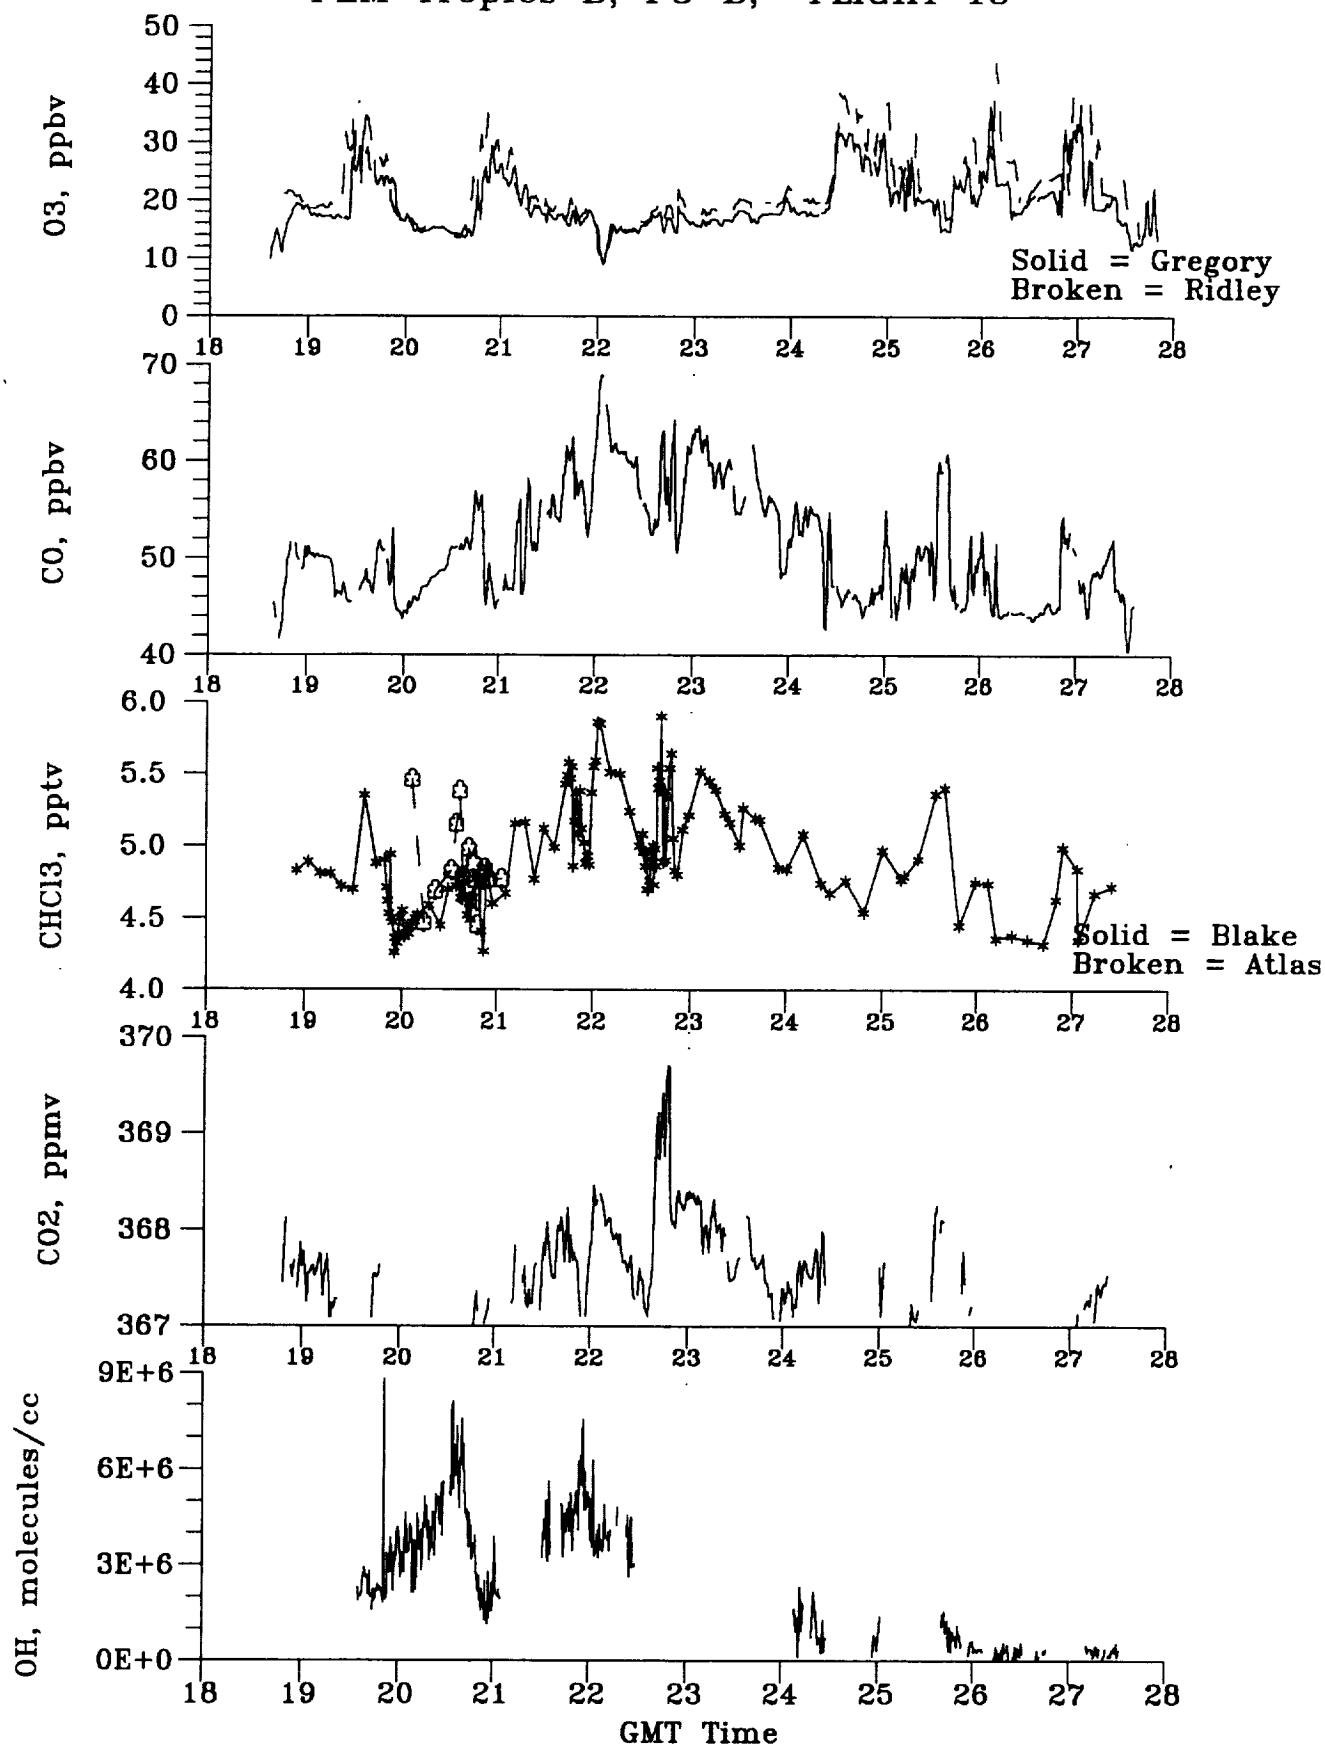 50
40
30
20
10
0
O3, ppbv
Solid = Gregory
Broken = Ridley
18 19 20 21 22 23 24 25 26 27 28
70
60
50
40
CO, ppbv
18 19 20 21 22 23 24 25 26 27 28
6.0
5.5
5.0
4.5
4.0
CHCl3, pptv
Solid = Blake
Broken = Atlas
18 19 20 21 22 23 24 25 26 27 28
370
369
368
367
CO2, ppmv
18 19 20 21 22 23 24 25 26 27 28
9E+6
6E+6
3E+6
0E+0
OH, molecules/cc
18 19 20 21 22 23 24 25 26 27 28
GMT Time